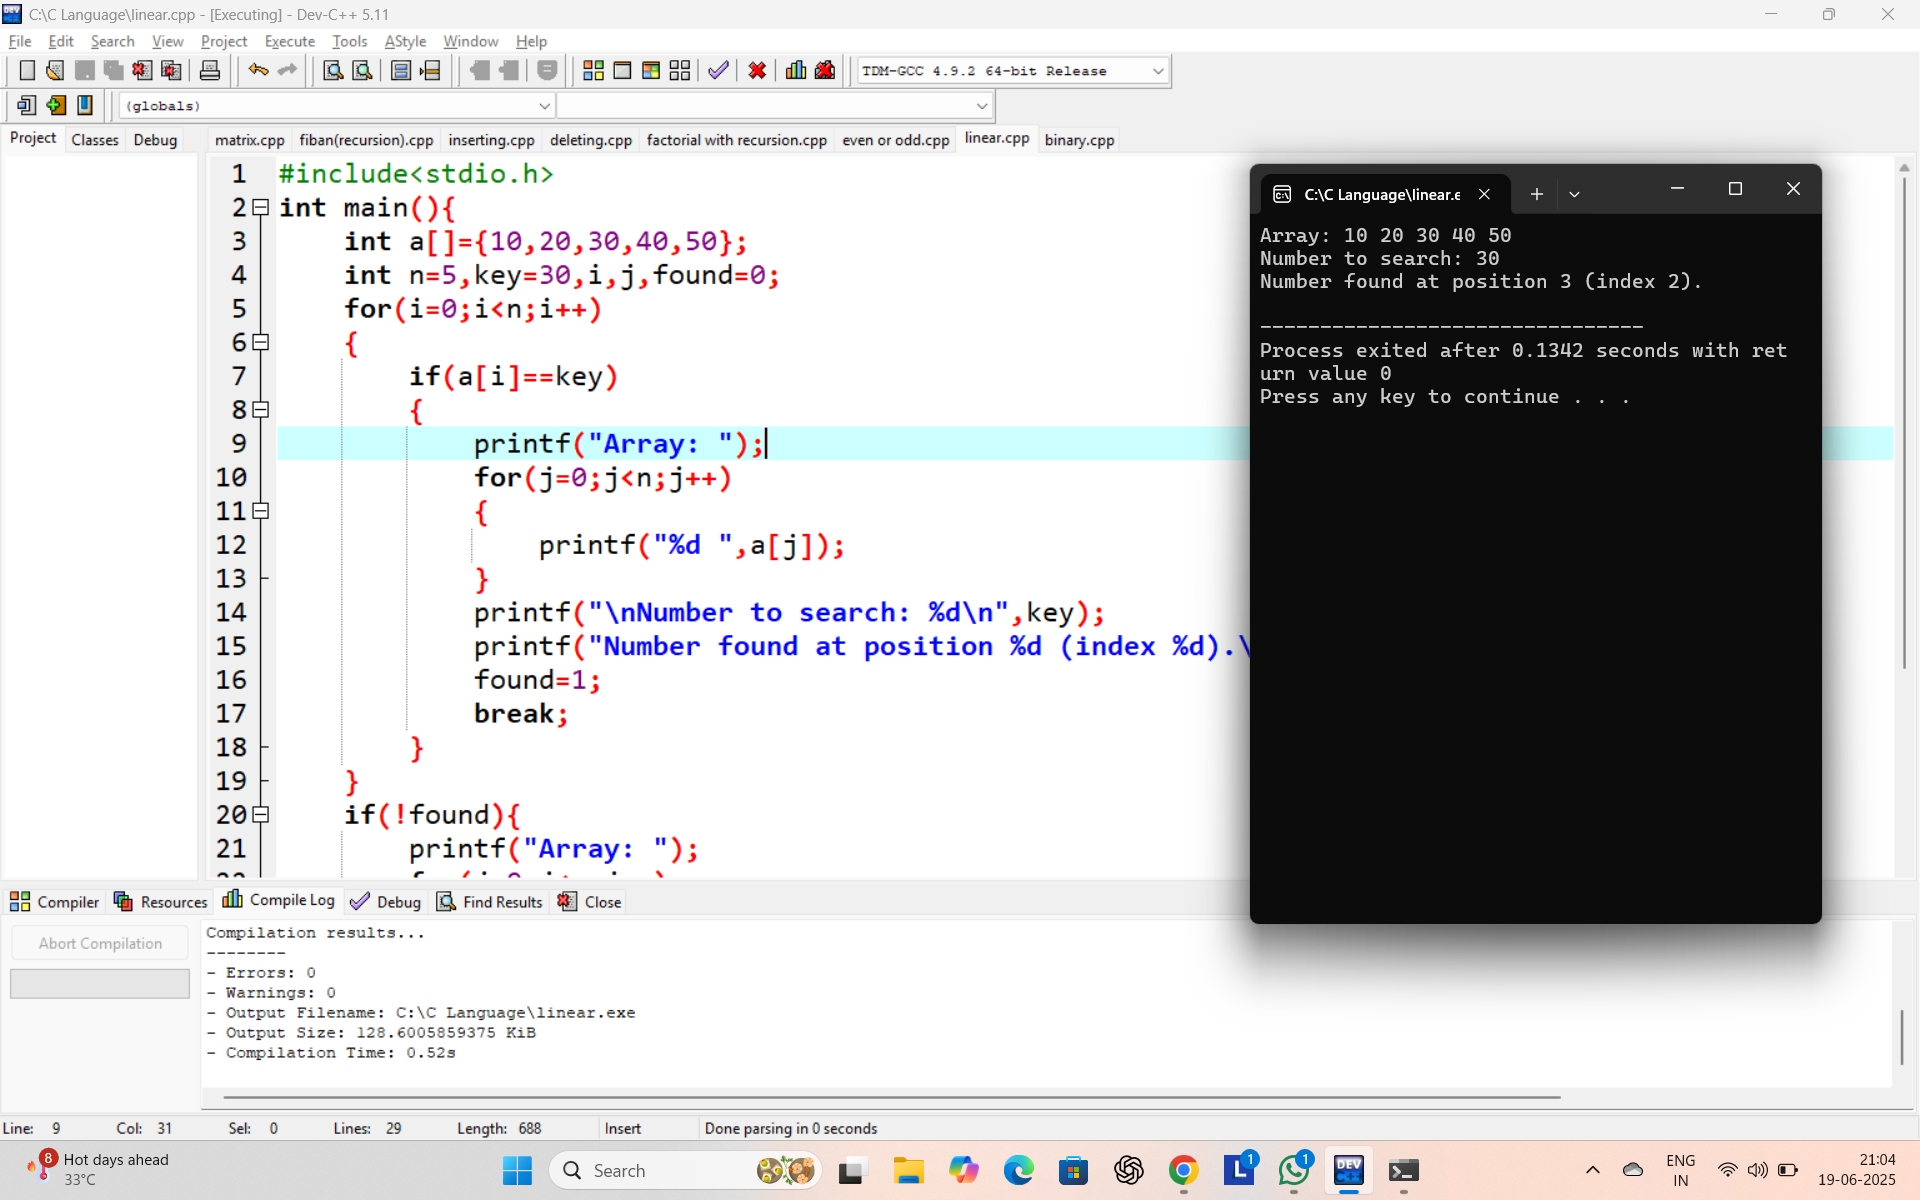 C:\C Language\linear.cpp - [Executing] - Dev-C++ 5.11
File Edit Search View Project Execute Tools AStyle Window Help
TDM-GCC 4.9.2 64-bit Release
(globals)
Project Classes Debug
matrix.cpp fiban(recursion).cpp inserting.cpp deleting.cpp factorial with recursion.cpp even or odd.cpp linear.cpp binary.cpp
1 #include<stdio.h>
2 int main(){
3 int a[]={10,20,30,40,50};
4 int n=5,key=30,i,j,found=0;
5 for(i=0;i<n;i++)
6 {
7 if(a[i]==key)
8 {
9 printf("Array: ");
10 for(j=0;j<n;j++)
11 {
12 printf("%d ",a[j]);
13 }
14 printf("\nNumber to search: %d\n",key);
15 printf("Number found at position %d (index %d).\
16 found=1;
17 break;
18 }
19 }
20 if(!found){
21 printf("Array: ");
C:\C Language\linear.e
Array: 10 20 30 40 50
Number to search: 30
Number found at position 3 (index 2).
--------------------------------
Process exited after 0.1342 seconds with ret
urn value 0
Press any key to continue . . .
Compiler Resources Compile Log Debug Find Results Close
Abort Compilation
Compilation results...
--------
- Errors: 0
- Warnings: 0
- Output Filename: C:\C Language\linear.exe
- Output Size: 128.6005859375 KiB
- Compilation Time: 0.52s
Line: 9 Col: 31 Sel: 0 Lines: 29 Length: 688 Insert Done parsing in 0 seconds
8 Hot days ahead
33°C
Search
DEV
L 1
1
ENG
IN
21:04
19-06-2025